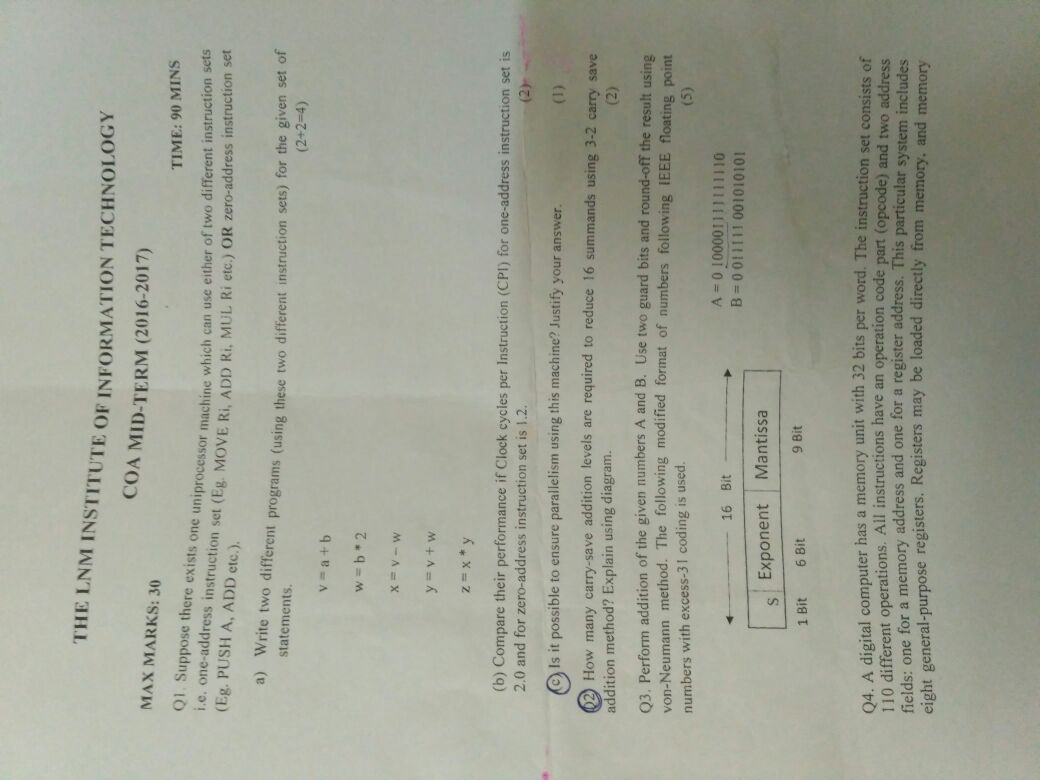 THE LNM INSTITUTE OF INFORMATION TECHNOLOGY
COA MID-TERM (2016-2017)
MAX MARKS: 30 TIME: 90 MINS
Q1. Suppose there exists one uniprocessor machine which can use either of two different instruction sets
i.e. one-address instruction set (Eg. MOVE Ri, ADD Ri, MUL Ri etc.) OR zero-address instruction set
(Eg. PUSH A, ADD etc.).
a) Write two different programs (using these two different instruction sets) for the given set of
statements. (2+2=4)
v = a + b
w = b * 2
x = v - w
y = v + w
z = x * y
(b) Compare their performance if Clock cycles per Instruction (CPI) for one-address instruction set is
2.0 and for zero-address instruction set is 1.2. (2)
(c) Is it possible to ensure parallelism using this machine? Justify your answer. (1)
Q2 How many carry-save addition levels are required to reduce 16 summands using 3-2 carry save
addition method? Explain using diagram. (2)
Q3. Perform addition of the given numbers A and B. Use two guard bits and round-off the result using
von-Neumann method. The following modified format of numbers following IEEE floating point
numbers with excess-31 coding is used. (5)
16 Bit
A = 0 100001 111111110
B = 0 011111 001010101
S Exponent Mantissa
1 Bit 6 Bit 9 Bit
Q4. A digital computer has a memory unit with 32 bits per word. The instruction set consists of
110 different operations. All instructions have an operation code part (opcode) and two address
fields: one for a memory address and one for a register address. This particular system includes
eight general-purpose registers. Registers may be loaded directly from memory, and memory